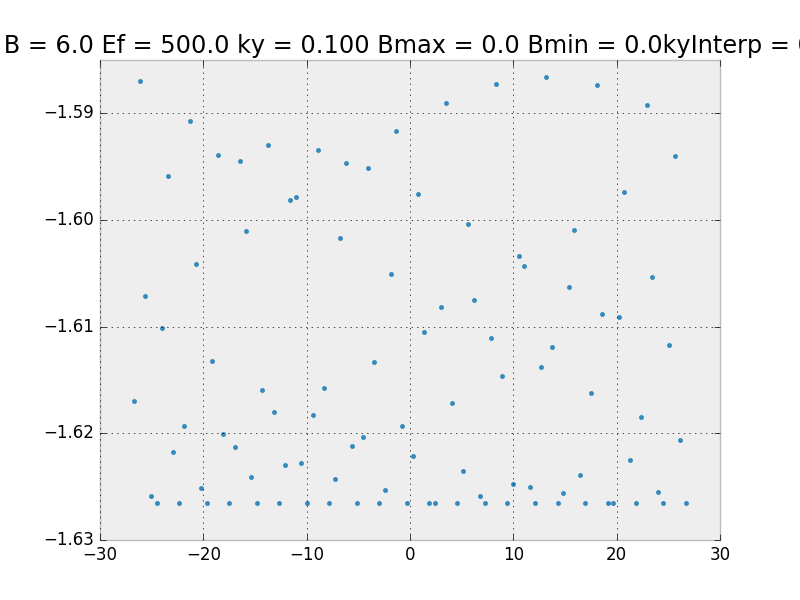 B = 6.0 Ef = 500.0 ky = 0.100 Bmax = 0.0 Bmin = 0.0kyInterp =
−1.59
−1.60
−1.61
−1.62
−1.63
−30 −20 −10 0 10 20 30